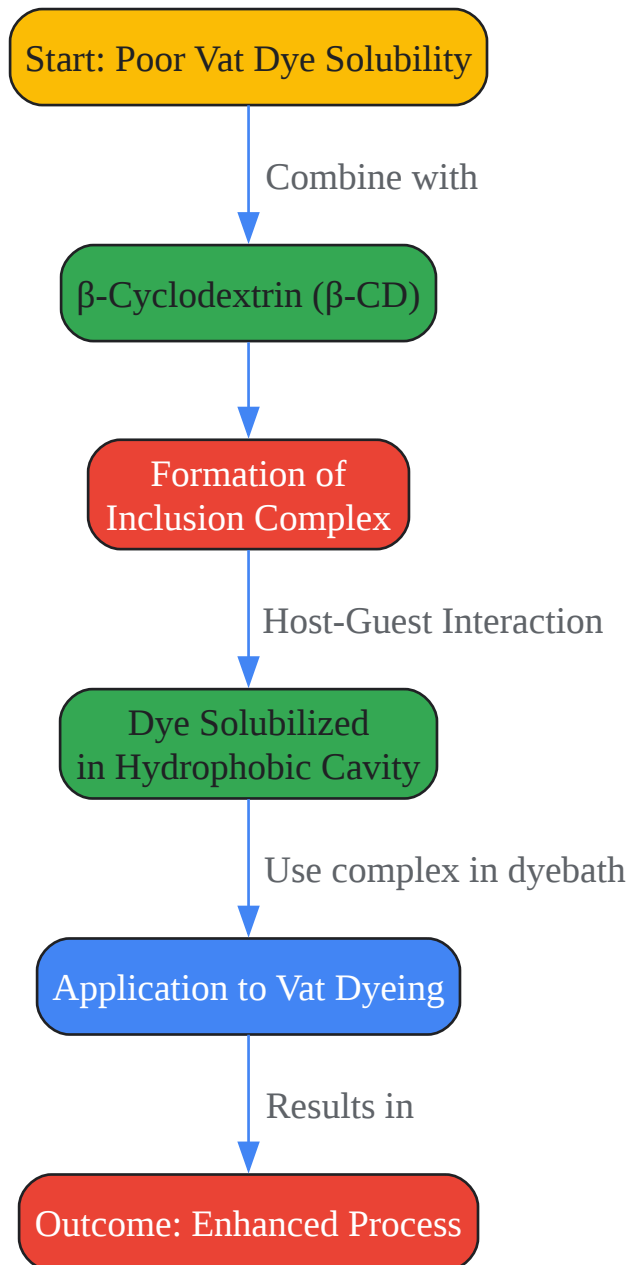 Start: Poor Vat Dye Solubility
Combine with
β-Cyclodextrin (β-CD)
Formation of
Inclusion Complex
Host-Guest Interaction
Dye Solubilized
in Hydrophobic Cavity
Use complex in dyebath
Application to Vat Dyeing
Results in
Outcome: Enhanced Process